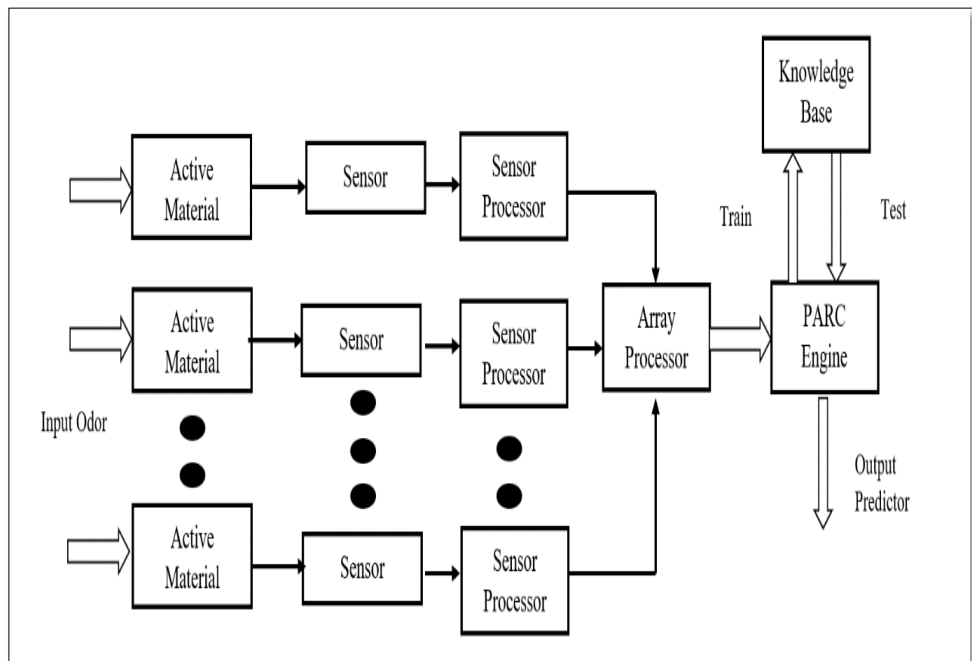 Knowledge
Base
Active
Material
Sensor
Sensor
Processor
Train
Test
Active
Material
Sensor
Sensor
Processor
Array
Processor
PARC
Engine
Input Odor
Output
Predictor
Active
Material
Sensor
Sensor
Processor